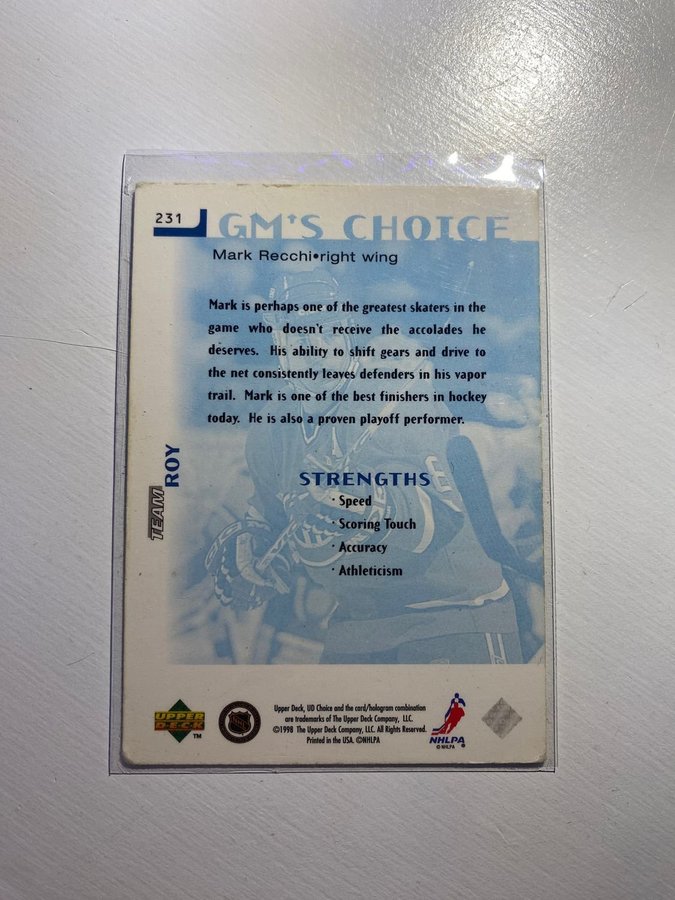 231
GM'S CHOICE
Mark Recchi•right wing
Mark is perhaps one of the greatest skaters in the
game who doesn't receive the accolades he
deserves. His ability to shift gears and drive to
the net consistently leaves defenders in his vapor
trail. Mark is one of the best finishers in hockey
today. He is also a proven playoff performer.
TEAM
ROY
STRENGTHS
· Speed
· Scoring Touch
· Accuracy
· Athleticism
UPPER
DECK
TM
Upper Deck, UD Choice and the card/hologram combination
are trademarks of The Upper Deck Company, LLC.
©1998 The Upper Deck Company, LLC. All Rights Reserved.
Printed in the USA. ©NHLPA
NHLPA
© NHLPA